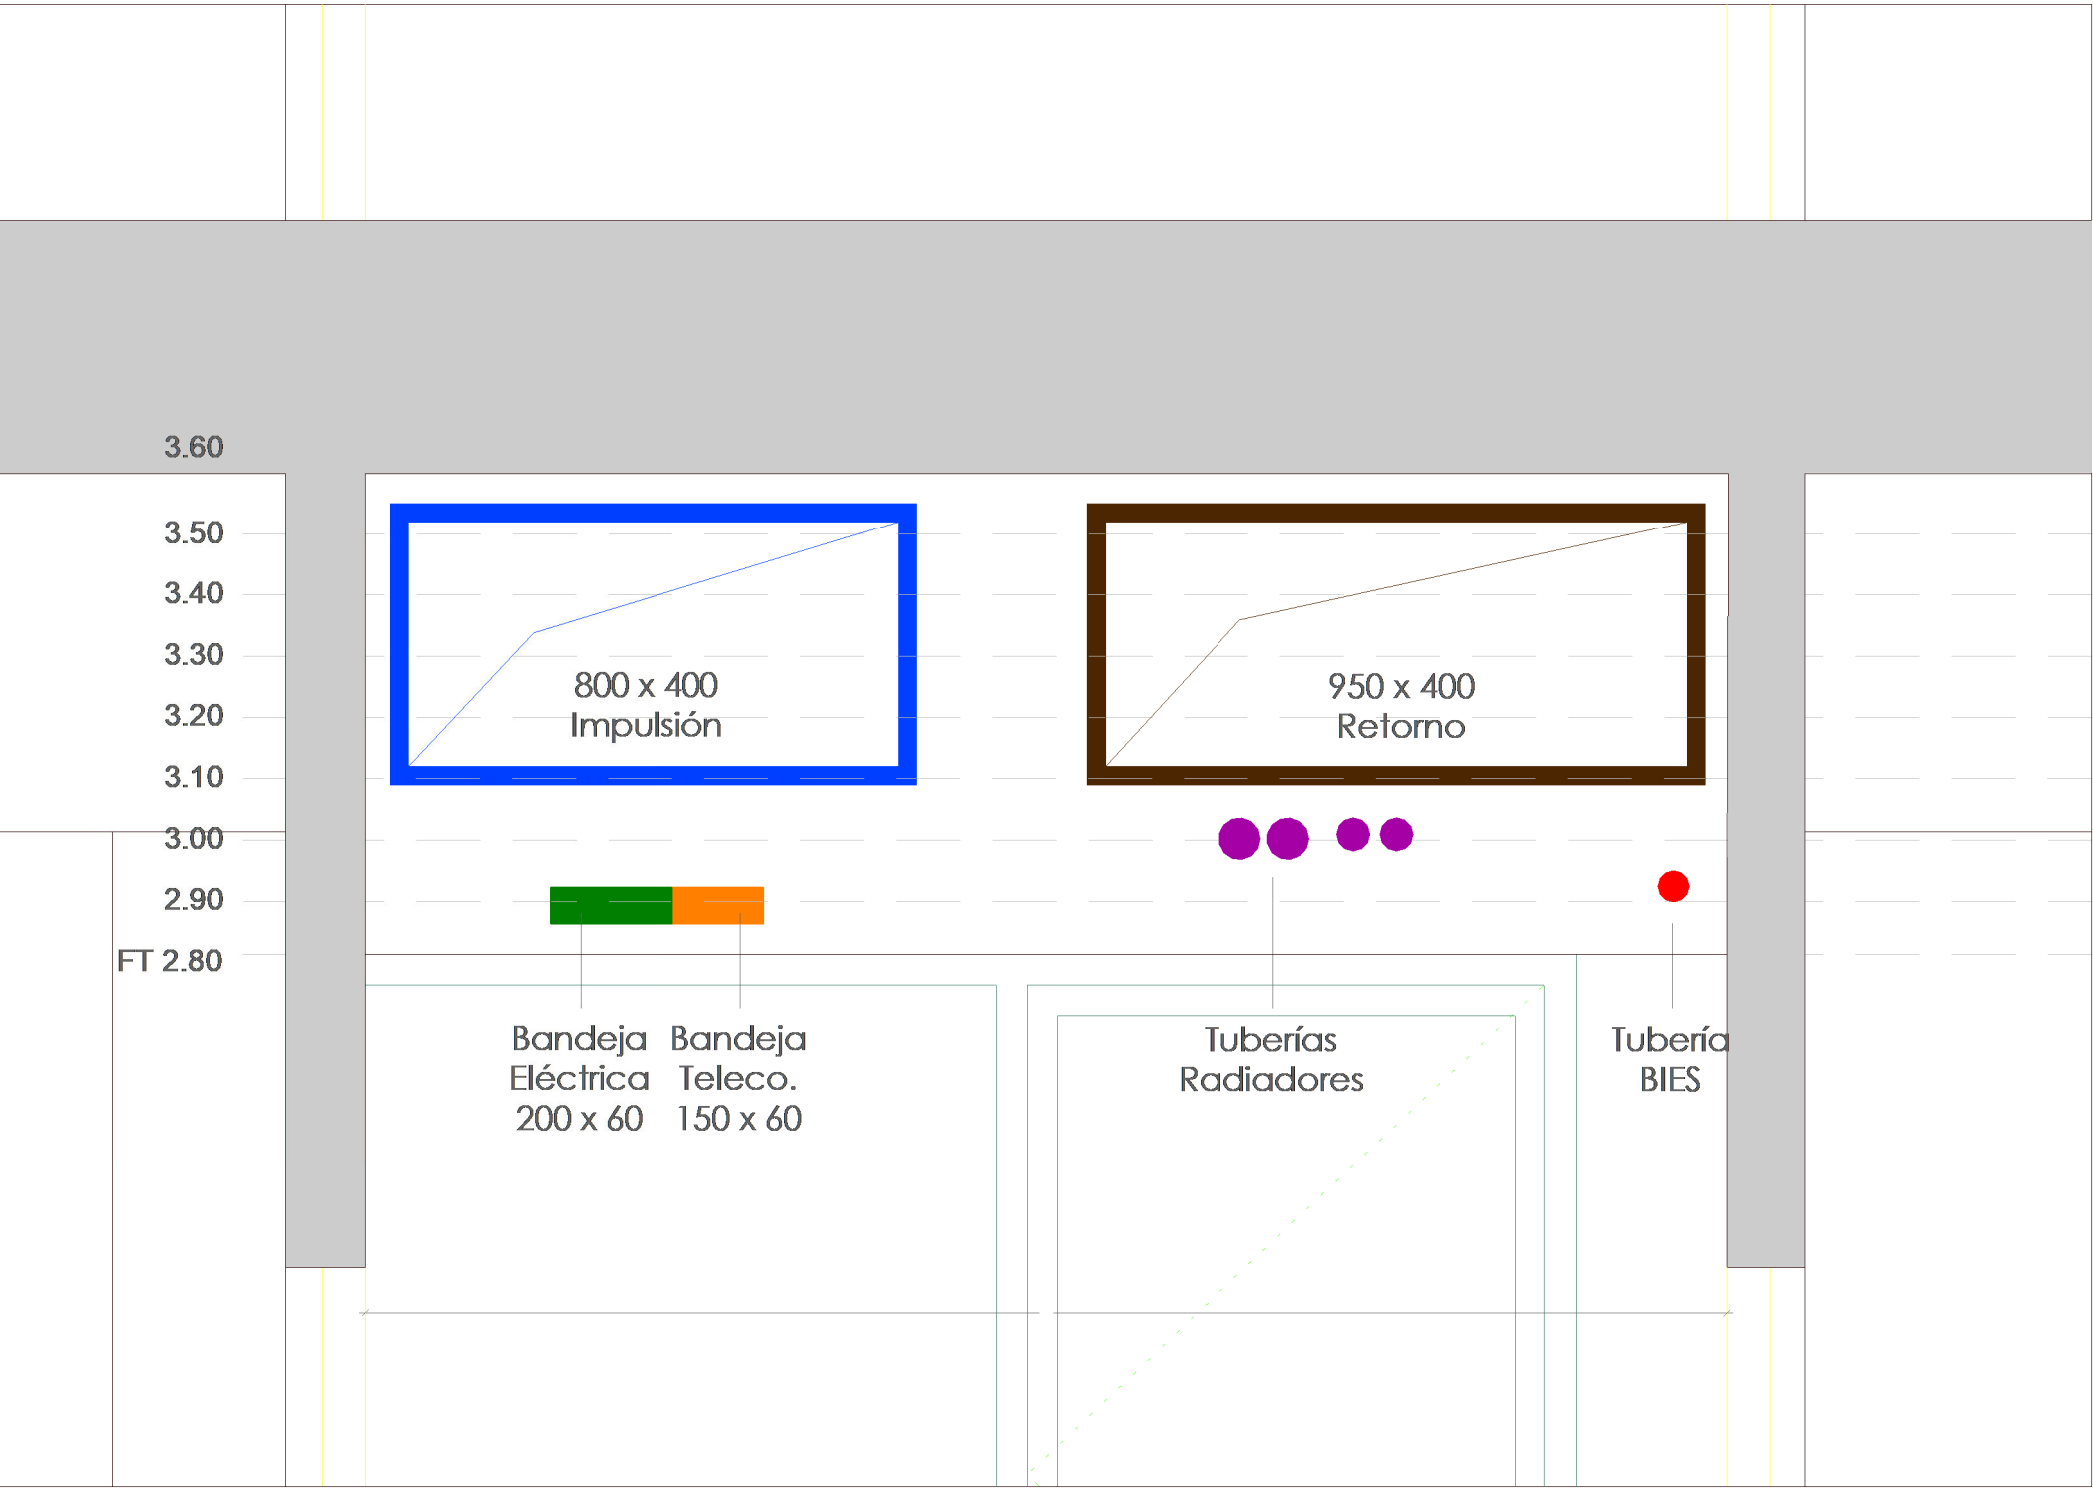 3.60
3.50
3.40
3.30
3.20
3.10
3.00
2.90
FT 2.80
800 x 400
Impulsión
950 x 400
Retorno
Bandeja
Eléctrica
200 x 60
Bandeja
Teleco.
150 x 60
Tuberías
Radiadores
Tubería
BIES